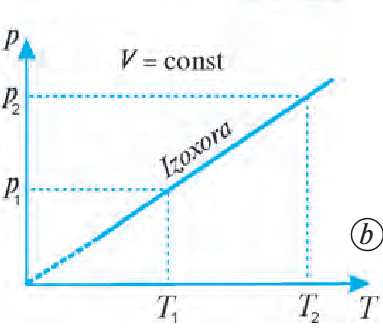 p
V = const
p₂
Izoxora
p₁
b
T₁
T₂
T